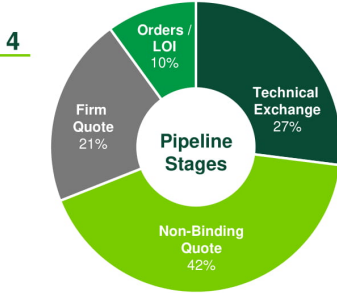 4
Orders /
LOI
10%
Technical
Exchange
27%
Firm
Quote
21%
Pipeline
Stages
Non-Binding
Quote
42%